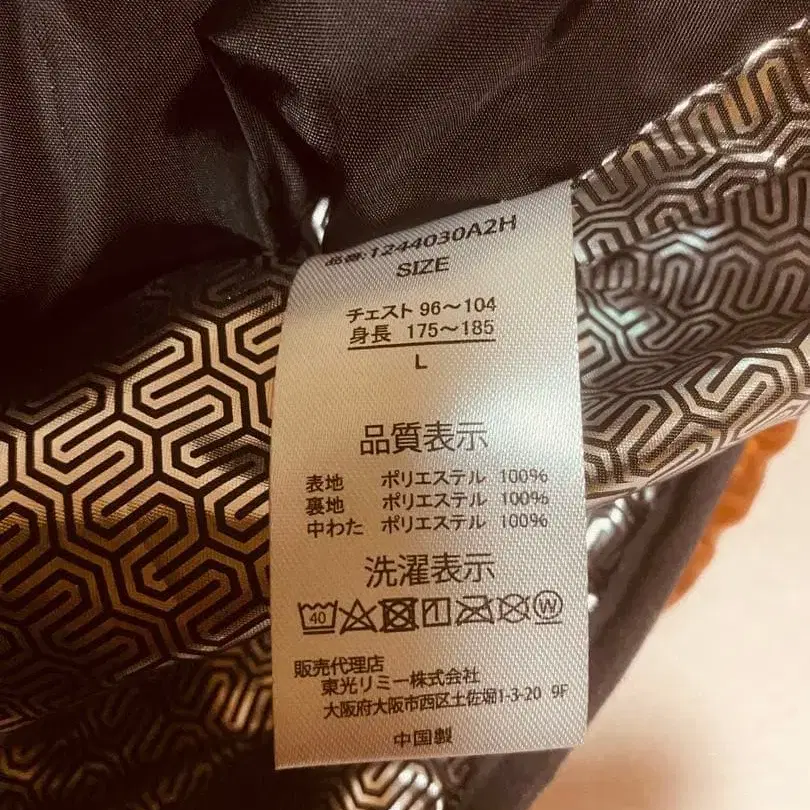 品番:1244030A2H
SIZE
チェスト 96～104
身長 175～185
L
品質表示
表地 ポリエステル 100%
裏地 ポリエステル 100%
中わた ポリエステル 100%
洗濯表示
40 W
販売代理店
東光リミー株式会社
大阪府大阪市西区土佐堀1-3-20 9F
中国製